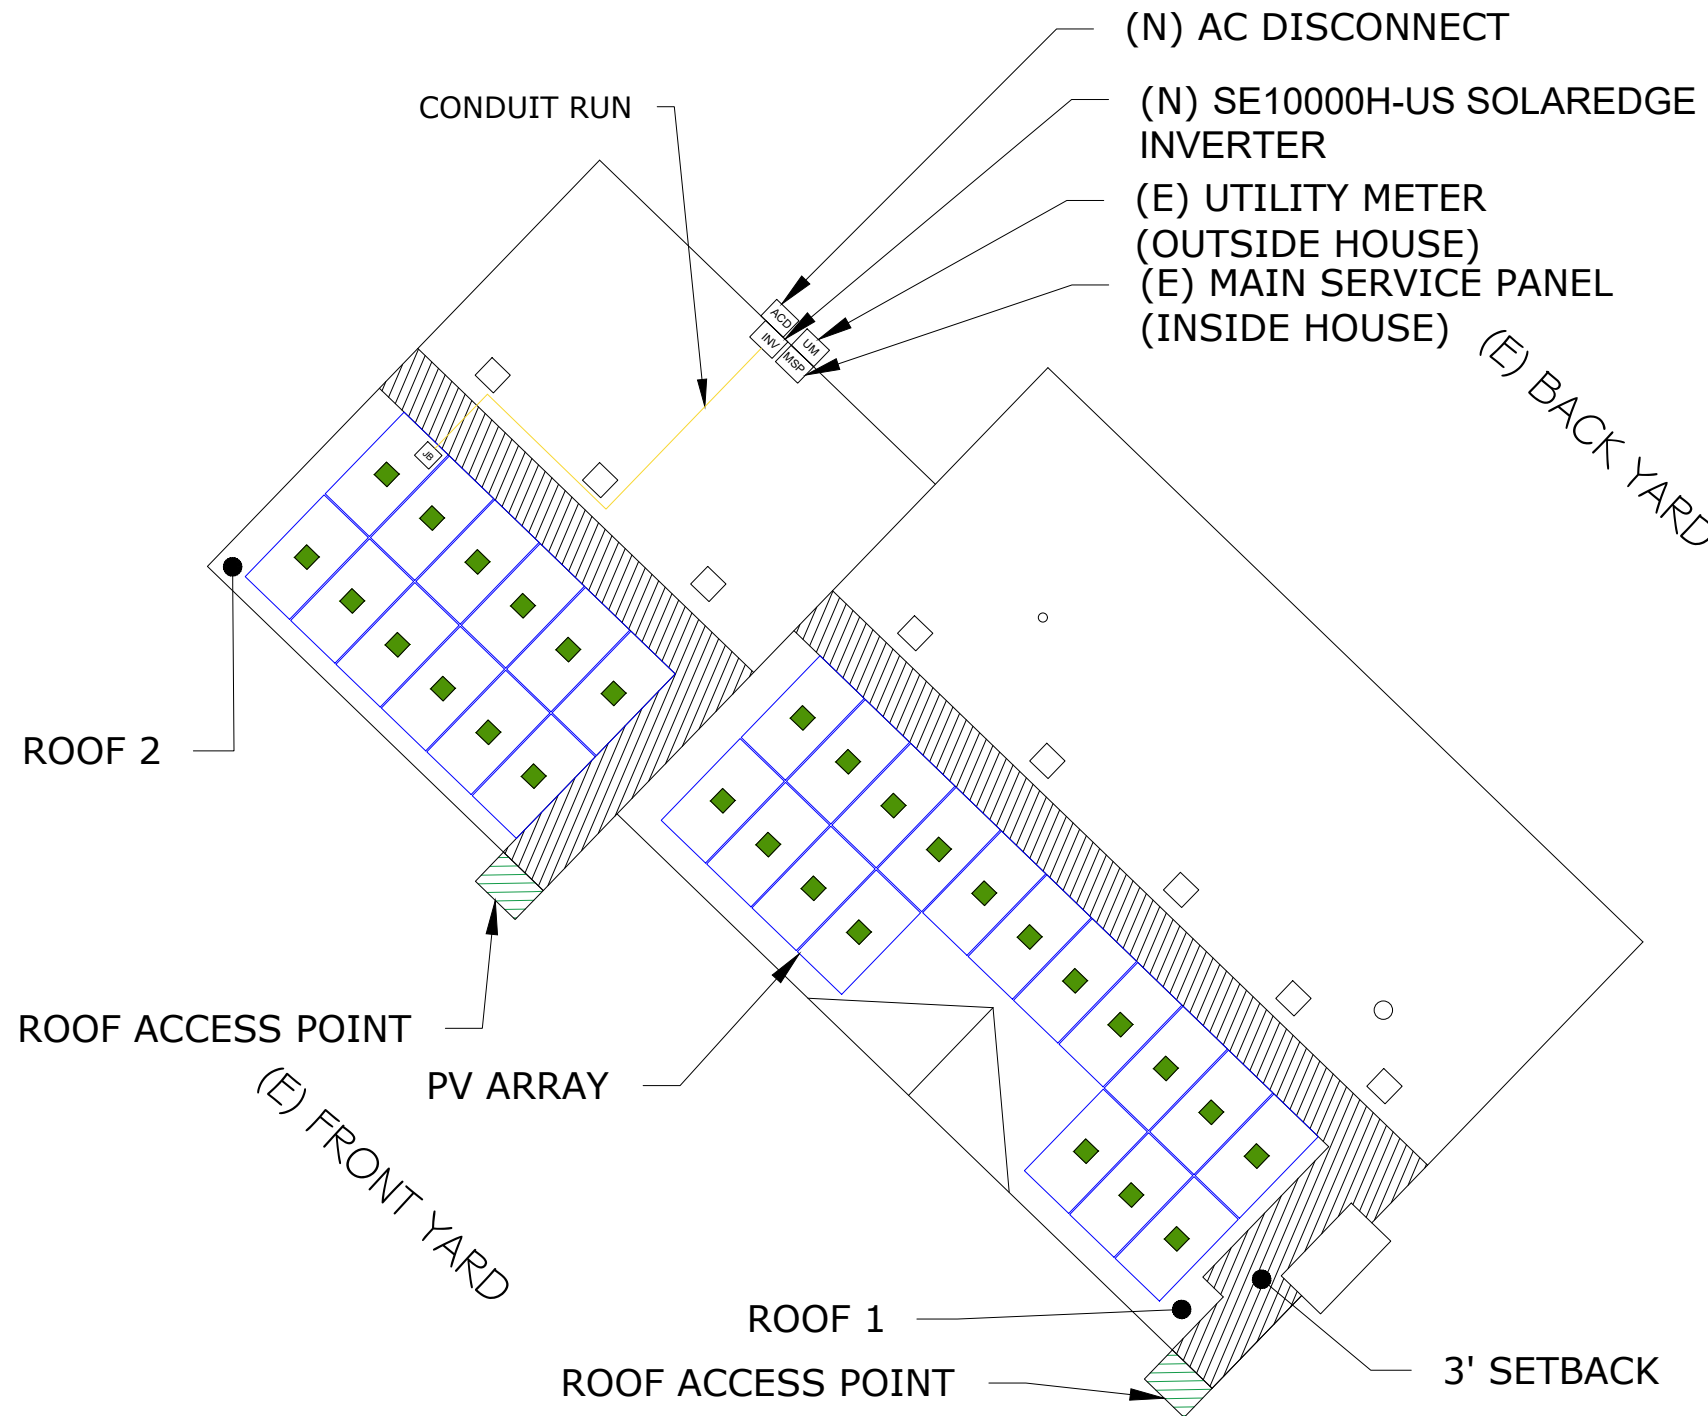 (N) AC DISCONNECT
CONDUIT RUN
(N) SE10000H-US SOLAREDGE
INVERTER
(E) UTILITY METER
(OUTSIDE HOUSE)
(E) MAIN SERVICE PANEL
(INSIDE HOUSE)
ACD
INV
UM
MSP
(E) BACK YARD
JB
ROOF 2
ROOF ACCESS POINT
PV ARRAY
(E) FRONT YARD
ROOF 1
3' SETBACK
ROOF ACCESS POINT